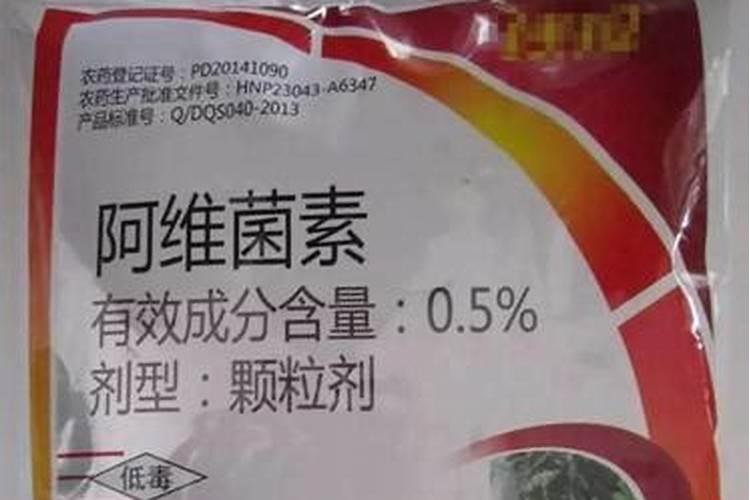 农药登记证号：PD20141090
农药生产批准文件号：HNP23043-A6347
产品标准号：Q/DQS040-2013
阿维菌素
有效成分含量：0.5%
剂型：颗粒剂
低毒